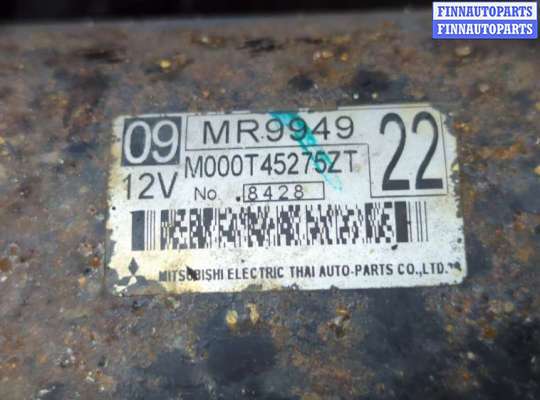 FINNAUTOPARTS
FINNAUTOPARTS
09 MR9949 22
12V M000T45275ZT
No. 8428
MITSUBISHI ELECTRIC THAI AUTO-PARTS CO.,LTD.